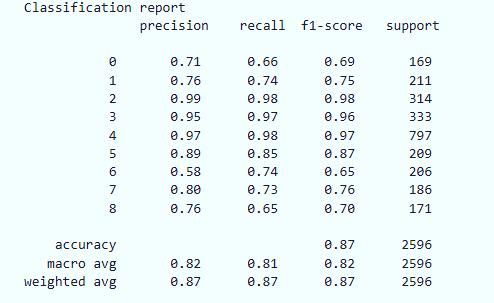 Classification report
precision recall f1-score support
0 0.71 0.66 0.69 169
1 0.76 0.74 0.75 211
2 0.99 0.98 0.98 314
3 0.95 0.97 0.96 333
4 0.97 0.98 0.97 797
5 0.89 0.85 0.87 209
6 0.58 0.74 0.65 206
7 0.80 0.73 0.76 186
8 0.76 0.65 0.70 171
accuracy 0.87 2596
macro avg 0.82 0.81 0.82 2596
weighted avg 0.87 0.87 0.87 2596